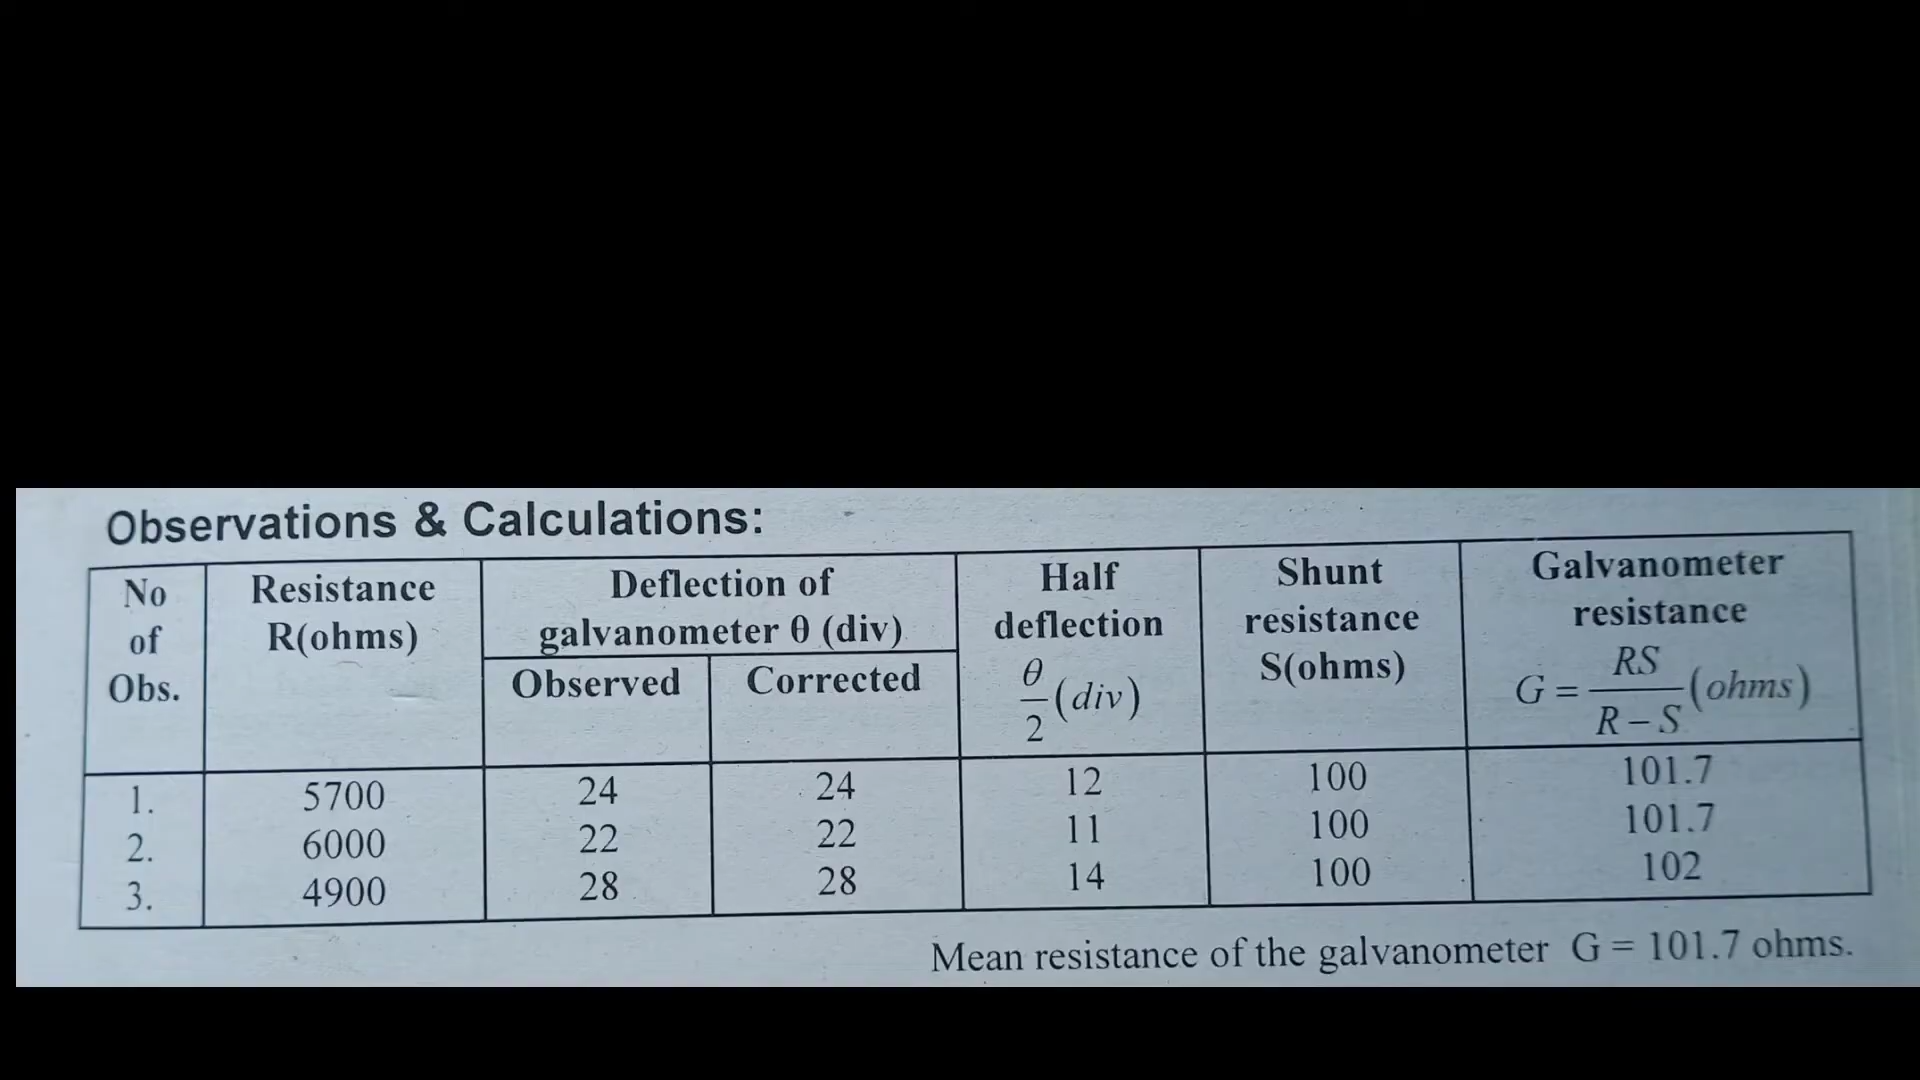 Observations & Calculations:
No of Obs.
Resistance R(ohms)
Deflection of galvanometer θ (div)
Observed
Corrected
Half deflection θ/2 (div)
Shunt resistance S(ohms)
Galvanometer resistance G = RS/(R – S) (ohms)
1. 5700 24 24 12 100 101.7
2. 6000 22 22 11 100 101.7
3. 4900 28 28 14 100 102
Mean resistance of the galvanometer G = 101.7 ohms.